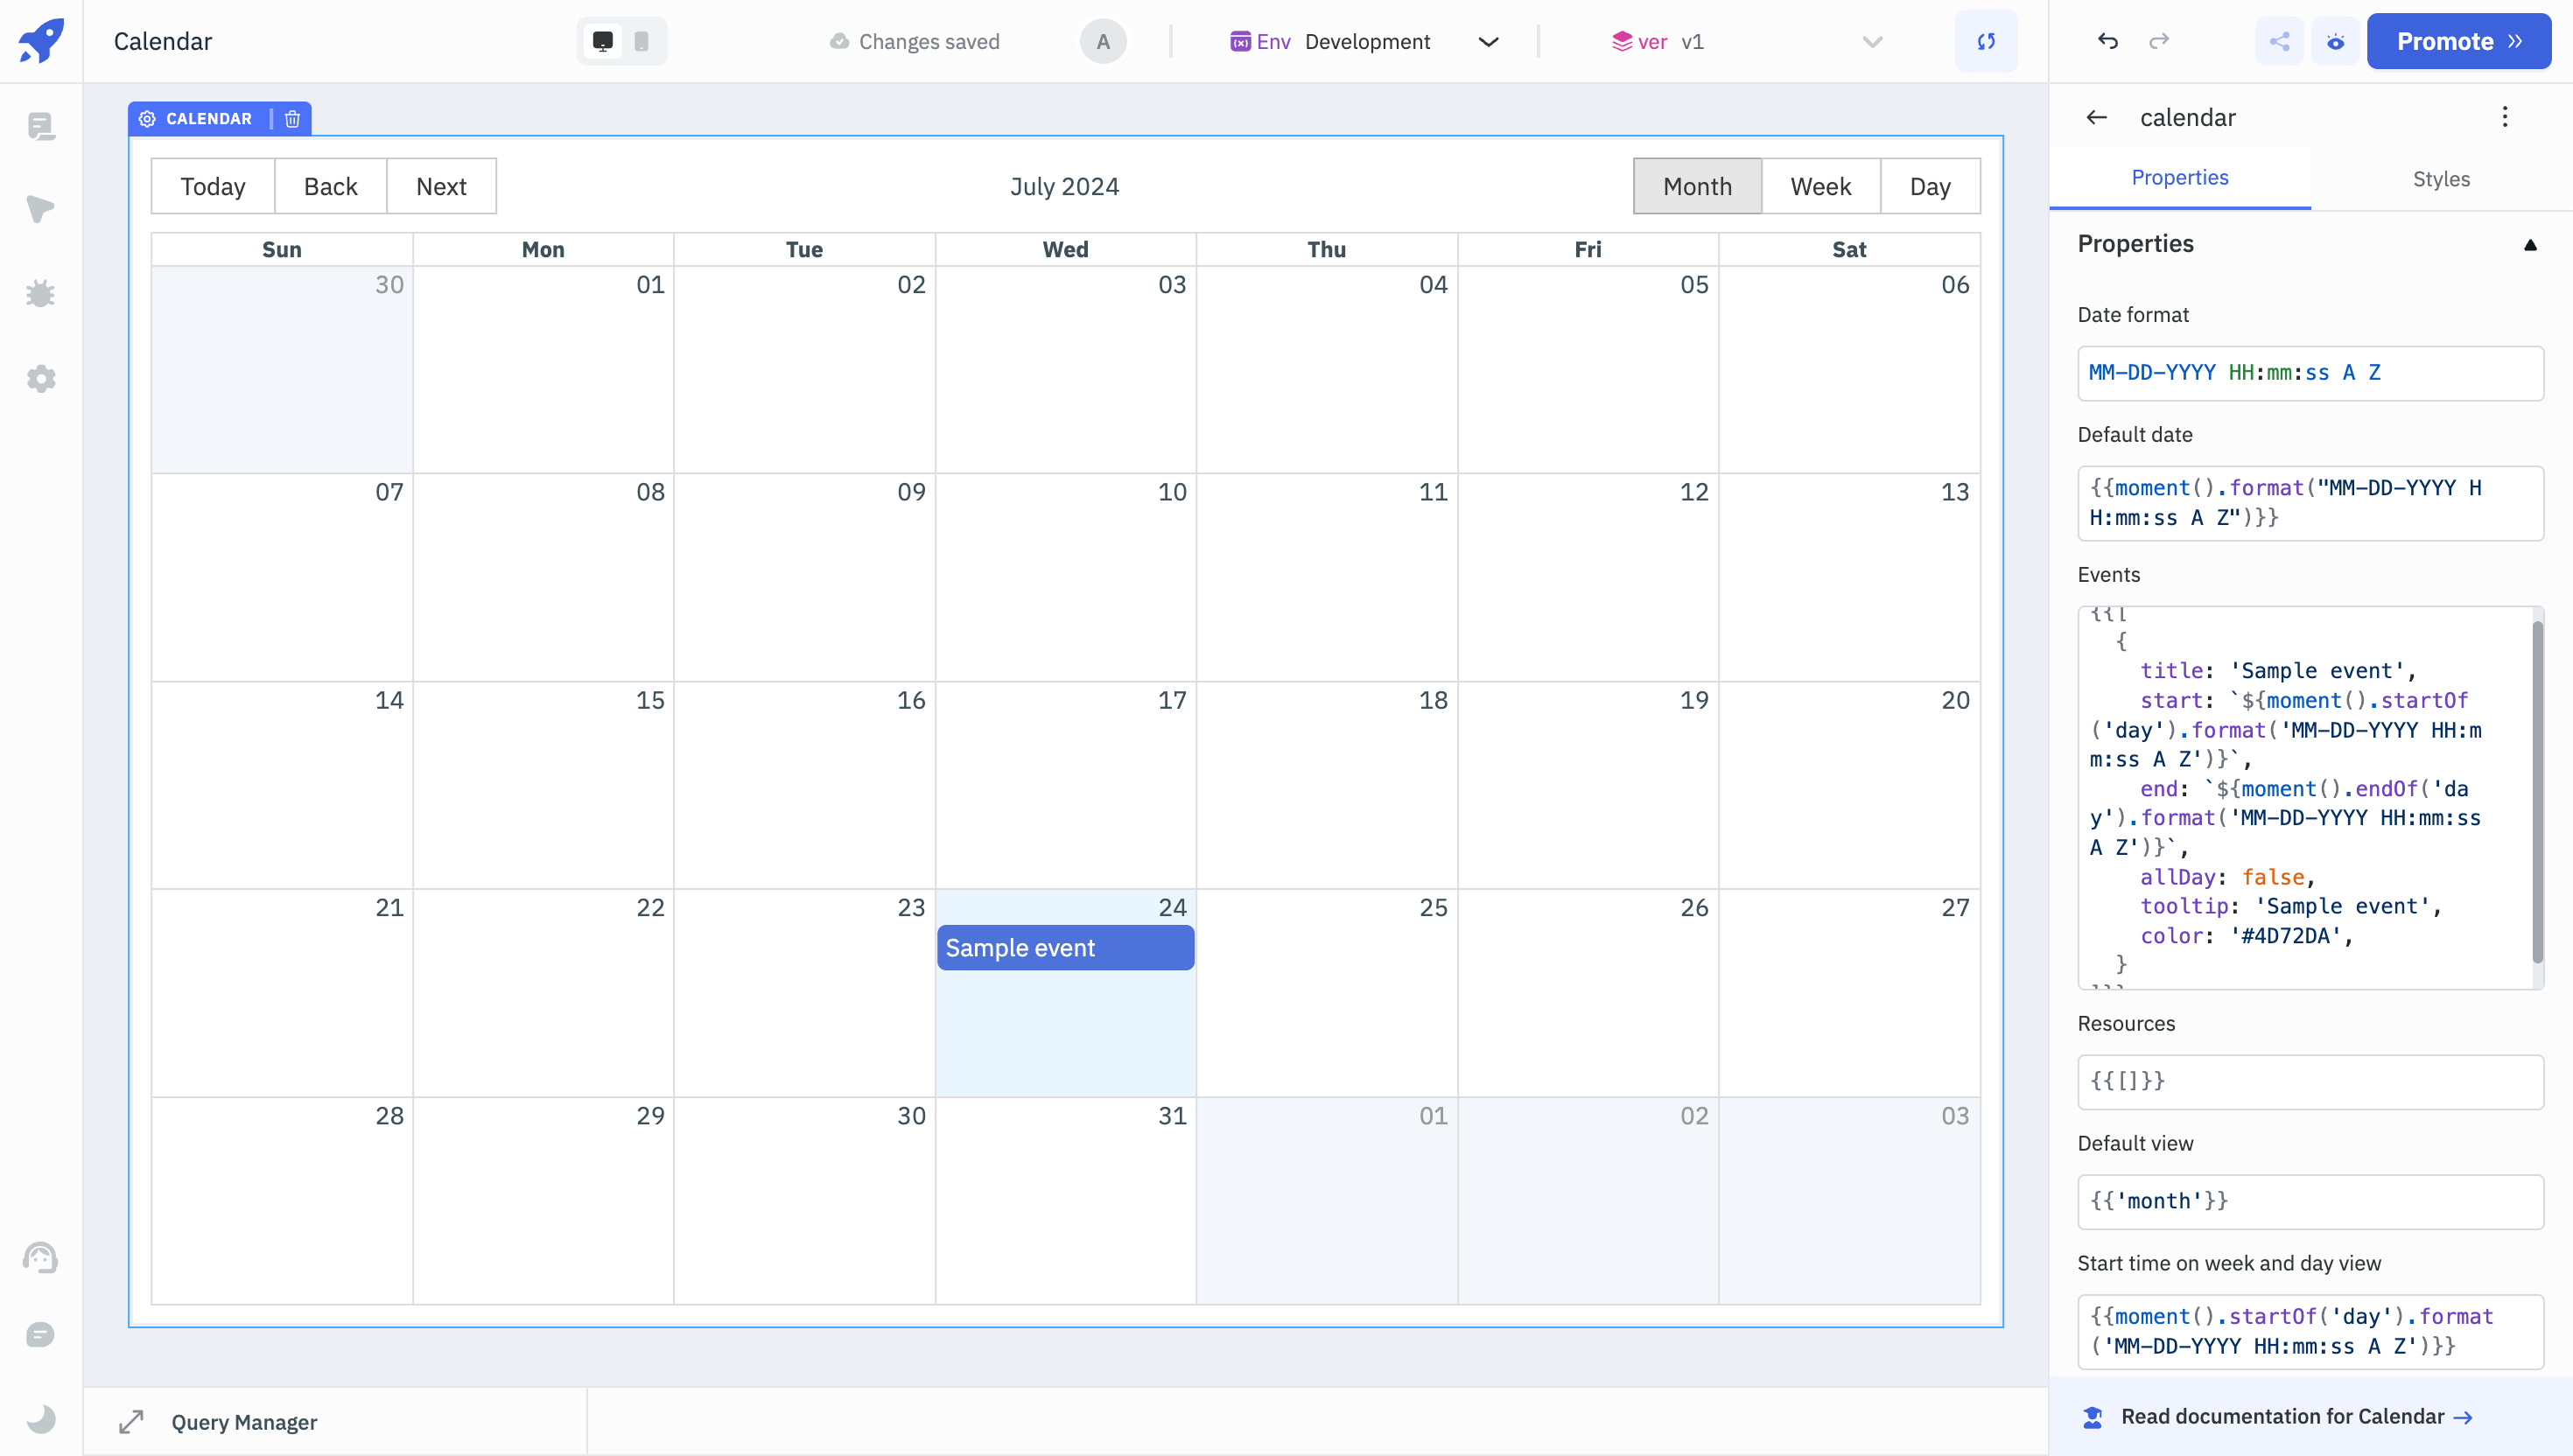 Calendar
Changes saved
A
Env Development
ver v1
Promote
CALENDAR
Today Back Next
July 2024
Month Week Day
Sun Mon Tue Wed Thu Fri Sat
30 01 02 03 04 05 06
07 08 09 10 11 12 13
14 15 16 17 18 19 20
21 22 23 24 25 26 27
Sample event
28 29 30 31 01 02 03
Query Manager
calendar
Properties Styles
Properties
Date format
MM-DD-YYYY HH:mm:ss A Z
Default date
{{moment().format("MM-DD-YYYY H
H:mm:ss A Z")}}
Events
{{[
{
title: 'Sample event',
start: `${moment().startOf
('day').format('MM-DD-YYYY HH:m
m:ss A Z')}`,
end: `${moment().endOf('da
y').format('MM-DD-YYYY HH:mm:ss
A Z')}`,
allDay: false,
tooltip: 'Sample event',
color: '#4D72DA',
}
]}}
Resources
{{[]}}
Default view
{{'month'}}
Start time on week and day view
{{moment().startOf('day').format
('MM-DD-YYYY HH:mm:ss A Z')}}
Read documentation for Calendar